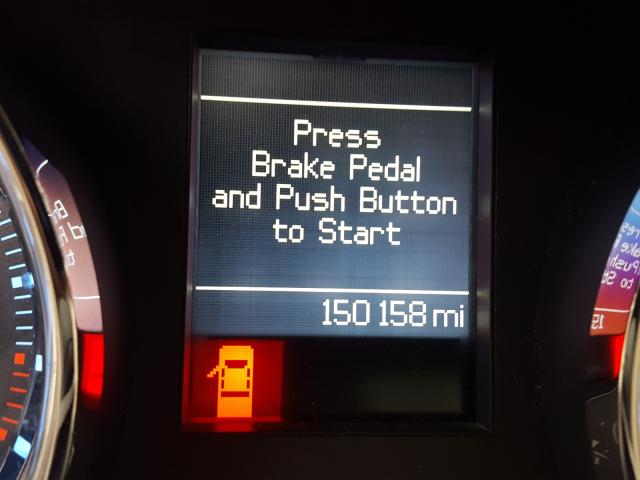 Press
Brake Pedal
and Push Button
to Start
150 158 mi